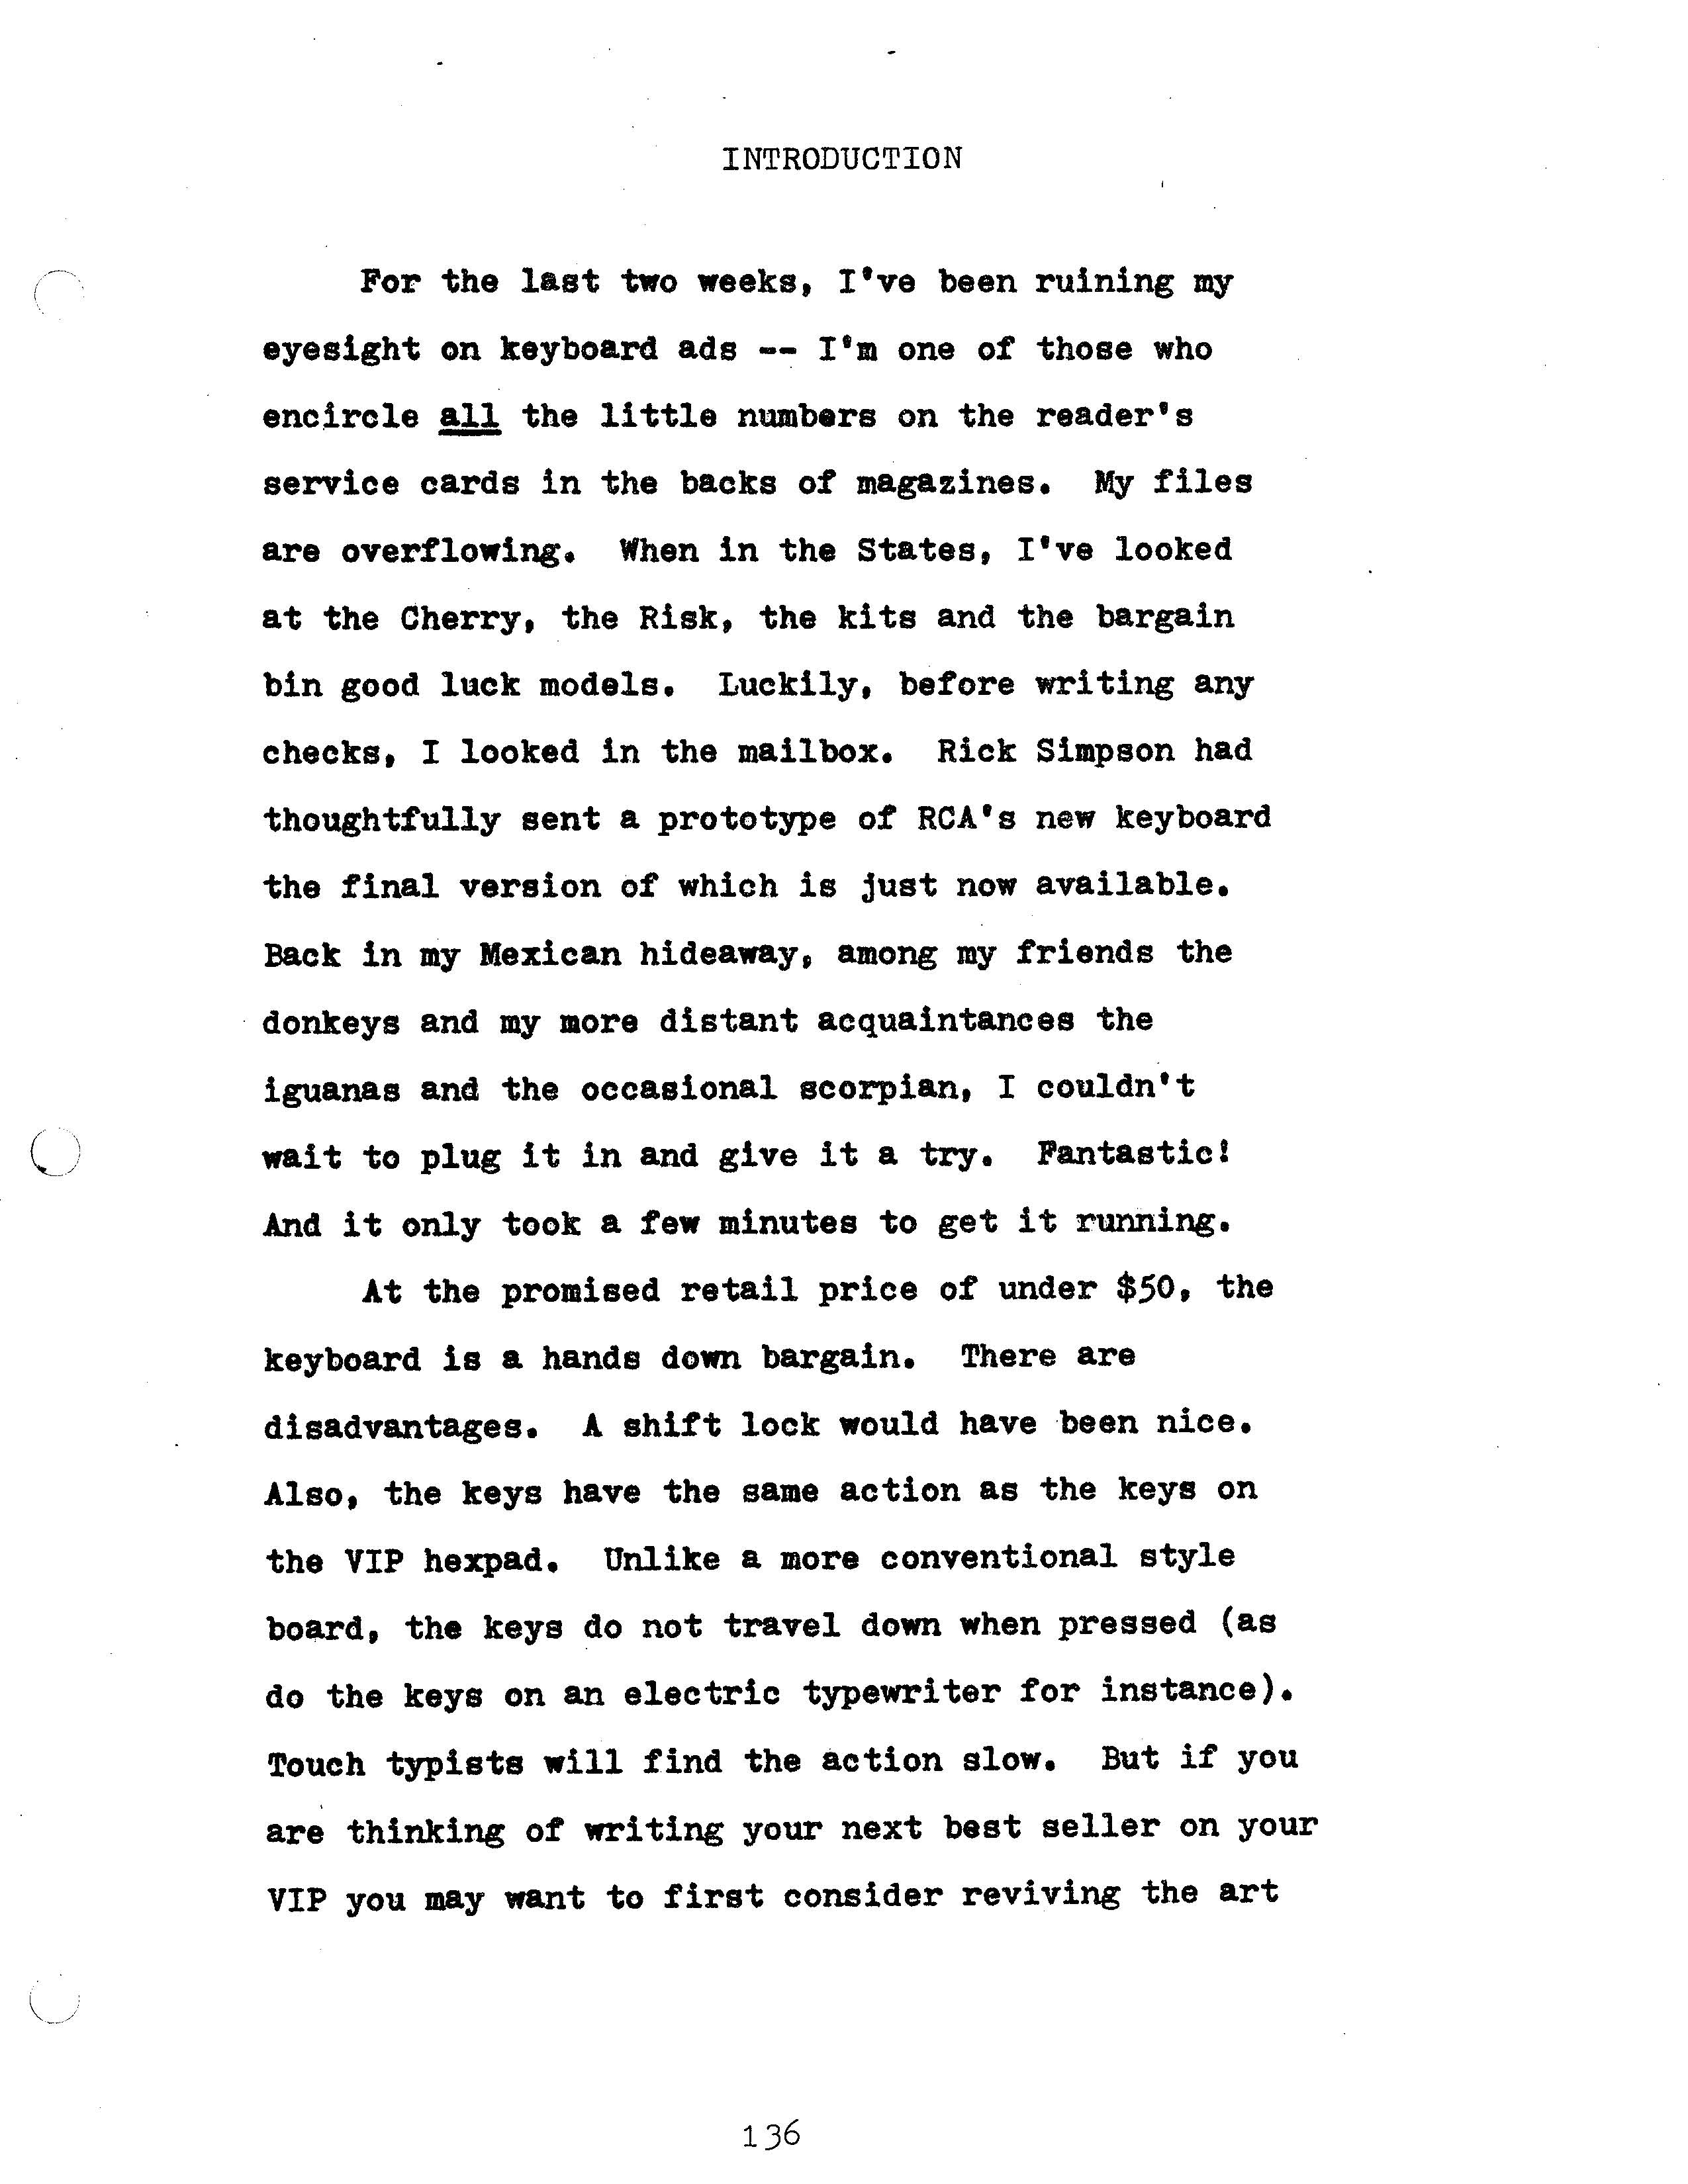 INTRODUCTION
For the last two weeks, I've been ruining my
eyesight on keyboard ads -- I'm one of those who
encircle all the little numbers on the reader's
service cards in the backs of magazines. My files
are overflowing. When in the States, I've looked
at the Cherry, the Risk, the kits and the bargain
bin good luck models. Luckily, before writing any
checks, I looked in the mailbox. Rick Simpson had
thoughtfully sent a prototype of RCA's new keyboard
the final version of which is just now available.
Back in my Mexican hideaway, among my friends the
donkeys and my more distant acquaintances the
iguanas and the occasional scorpian, I couldn't
wait to plug it in and give it a try. Fantastic!
And it only took a few minutes to get it running.
At the promised retail price of under $50, the
keyboard is a hands down bargain. There are
disadvantages. A shift lock would have been nice.
Also, the keys have the same action as the keys on
the VIP hexpad. Unlike a more conventional style
board, the keys do not travel down when pressed (as
do the keys on an electric typewriter for instance).
Touch typists will find the action slow. But if you
are thinking of writing your next best seller on your
VIP you may want to first consider reviving the art
136